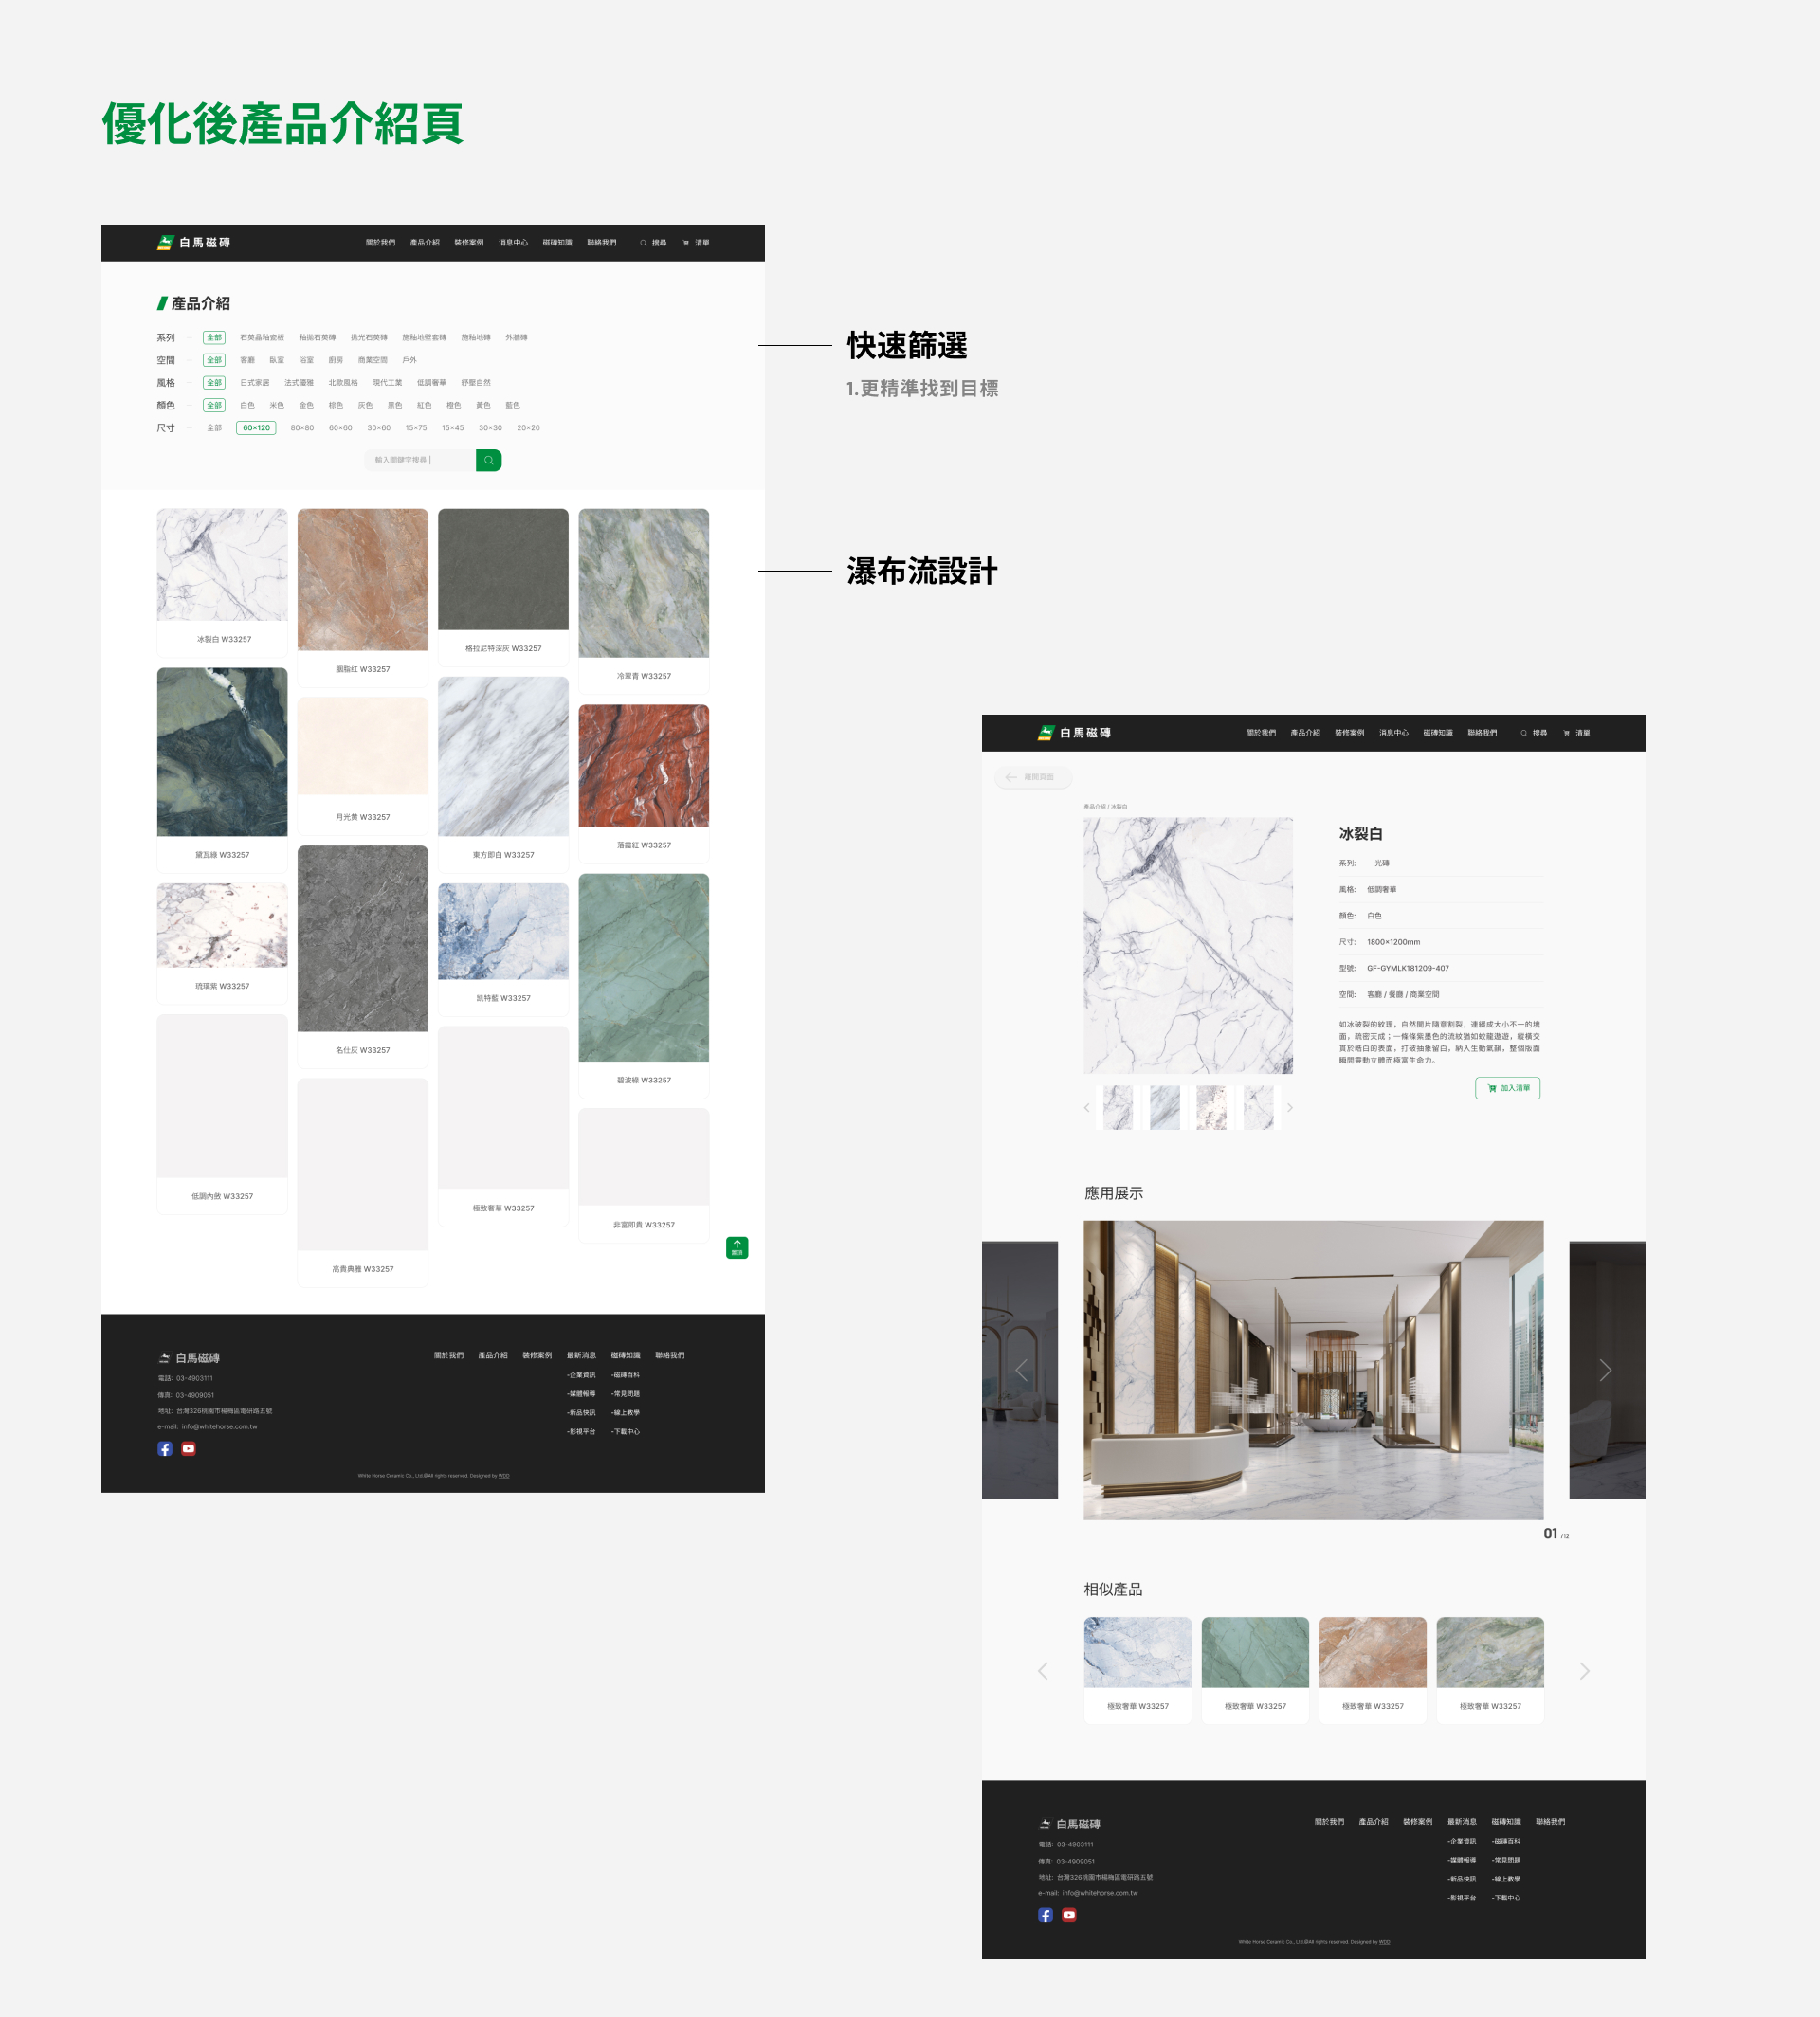 優化後產品介紹頁
白馬磁磚 關於我們 產品介紹 裝修案例 消息中心 磁磚知識 聯絡我們 搜尋 清單
產品介紹
系列 全部 石英晶釉瓷板 釉拋石英磚 拋光石英磚 施釉地壁套磚 施釉地磚 外牆磚
空間 全部 客廳 臥室 浴室 廚房 商業空間 戶外
風格 全部 日式家居 法式優雅 北歐風格 現代工業 低調奢華 紓壓自然
顏色 全部 白色 米色 金色 棕色 灰色 黑色 紅色 橙色 黃色 藍色
尺寸 全部 60×120 80×80 60×60 30×60 15×75 15×45 30×30 20×20
輸入關鍵字搜尋 |
快速篩選
1.更精準找到目標
瀑布流設計
冰裂白 W33257
胭脂紅 W33257
格拉尼特深灰 W33257
冷翠青 W33257
黛瓦綠 W33257
月光黃 W33257
東方即白 W33257
落霞紅 W33257
琉璃紫 W33257
名仕灰 W33257
凱特藍 W33257
碧波綠 W33257
低調內斂 W33257
高貴典雅 W33257
極致奢華 W33257
非富即貴 W33257
置頂
白馬磁磚
電話: 03-4903111
傳真: 03-4909051
地址: 台灣326桃園市楊梅區電研路五號
e-mail: info@whitehorse.com.tw
關於我們 產品介紹 裝修案例 最新消息 磁磚知識 聯絡我們
-企業資訊 -磁磚百科
-媒體報導 -常見問題
-新品快訊 -線上教學
-影視平台 -下載中心
White Horse Ceramic Co., Ltd.©All rights reserved. Designed by WDD
白馬磁磚 關於我們 產品介紹 裝修案例 消息中心 磁磚知識 聯絡我們 搜尋 清單
離開頁面
產品介紹 / 冰裂白
冰裂白
系列: 光磚
風格: 低調奢華
顏色: 白色
尺寸: 1800×1200mm
型號: GF-GYMLK181209-407
空間: 客廳 / 餐廳 / 商業空間
如冰破裂的紋理，自然開片隨意割裂，連綴成大小不一的塊
面，疏密天成；一條條紫墨色的流紋猶如蛟龍遨遊，縱橫交
貫於皓白的表面，打破抽象留白，納入生動氣韻，整個版面
瞬間靈動立體而極富生命力。
加入清單
應用展示
01 /12
相似產品
極致奢華 W33257
極致奢華 W33257
極致奢華 W33257
極致奢華 W33257
白馬磁磚
電話: 03-4903111
傳真: 03-4909051
地址: 台灣326桃園市楊梅區電研路五號
e-mail: info@whitehorse.com.tw
關於我們 產品介紹 裝修案例 最新消息 磁磚知識 聯絡我們
-企業資訊 -磁磚百科
-媒體報導 -常見問題
-新品快訊 -線上教學
-影視平台 -下載中心
White Horse Ceramic Co., Ltd.©All rights reserved. Designed by WDD